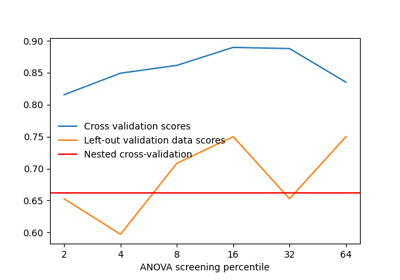 0.90
0.85
0.80
0.75
0.70
0.65
0.60
Cross validation scores
Left-out validation data scores
Nested cross-validation
2 4 8 16 32 64
ANOVA screening percentile